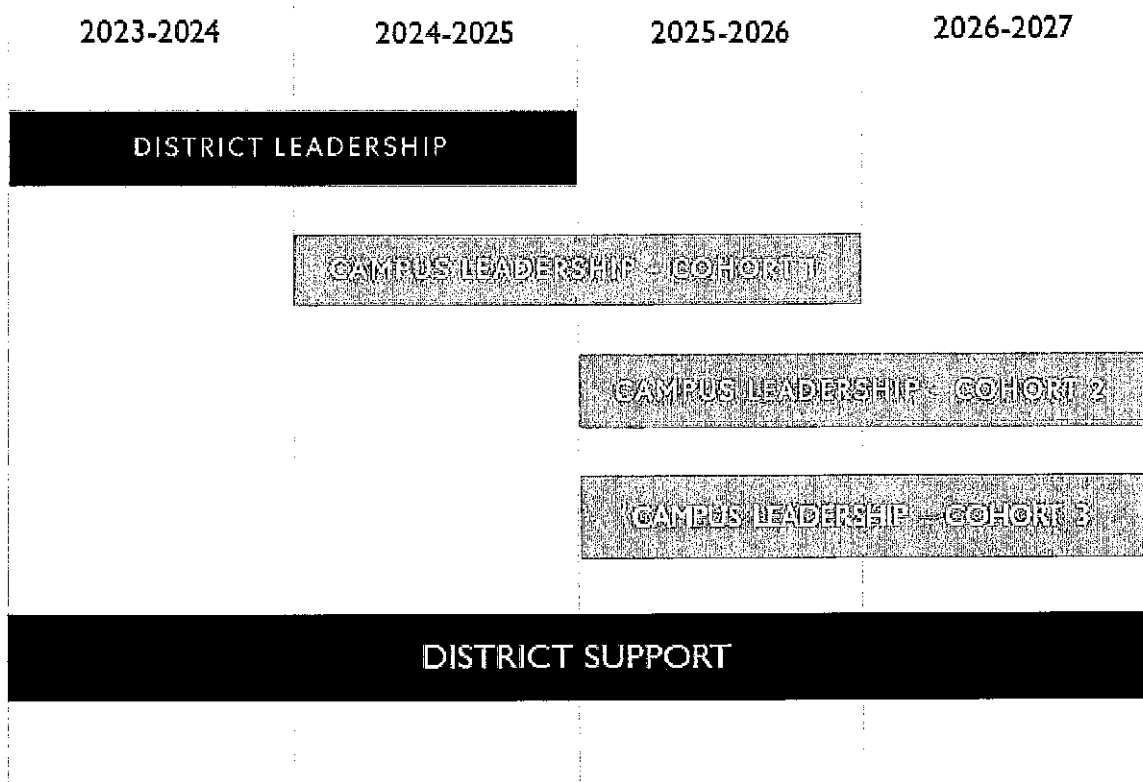 2023-2024 2024-2025 2025-2026 2026-2027
DISTRICT LEADERSHIP
CAMPUS LEADERSHIP - COHORT 1
CAMPUS LEADERSHIP - COHORT 2
CAMPUS LEADERSHIP – COHORT 3
DISTRICT SUPPORT